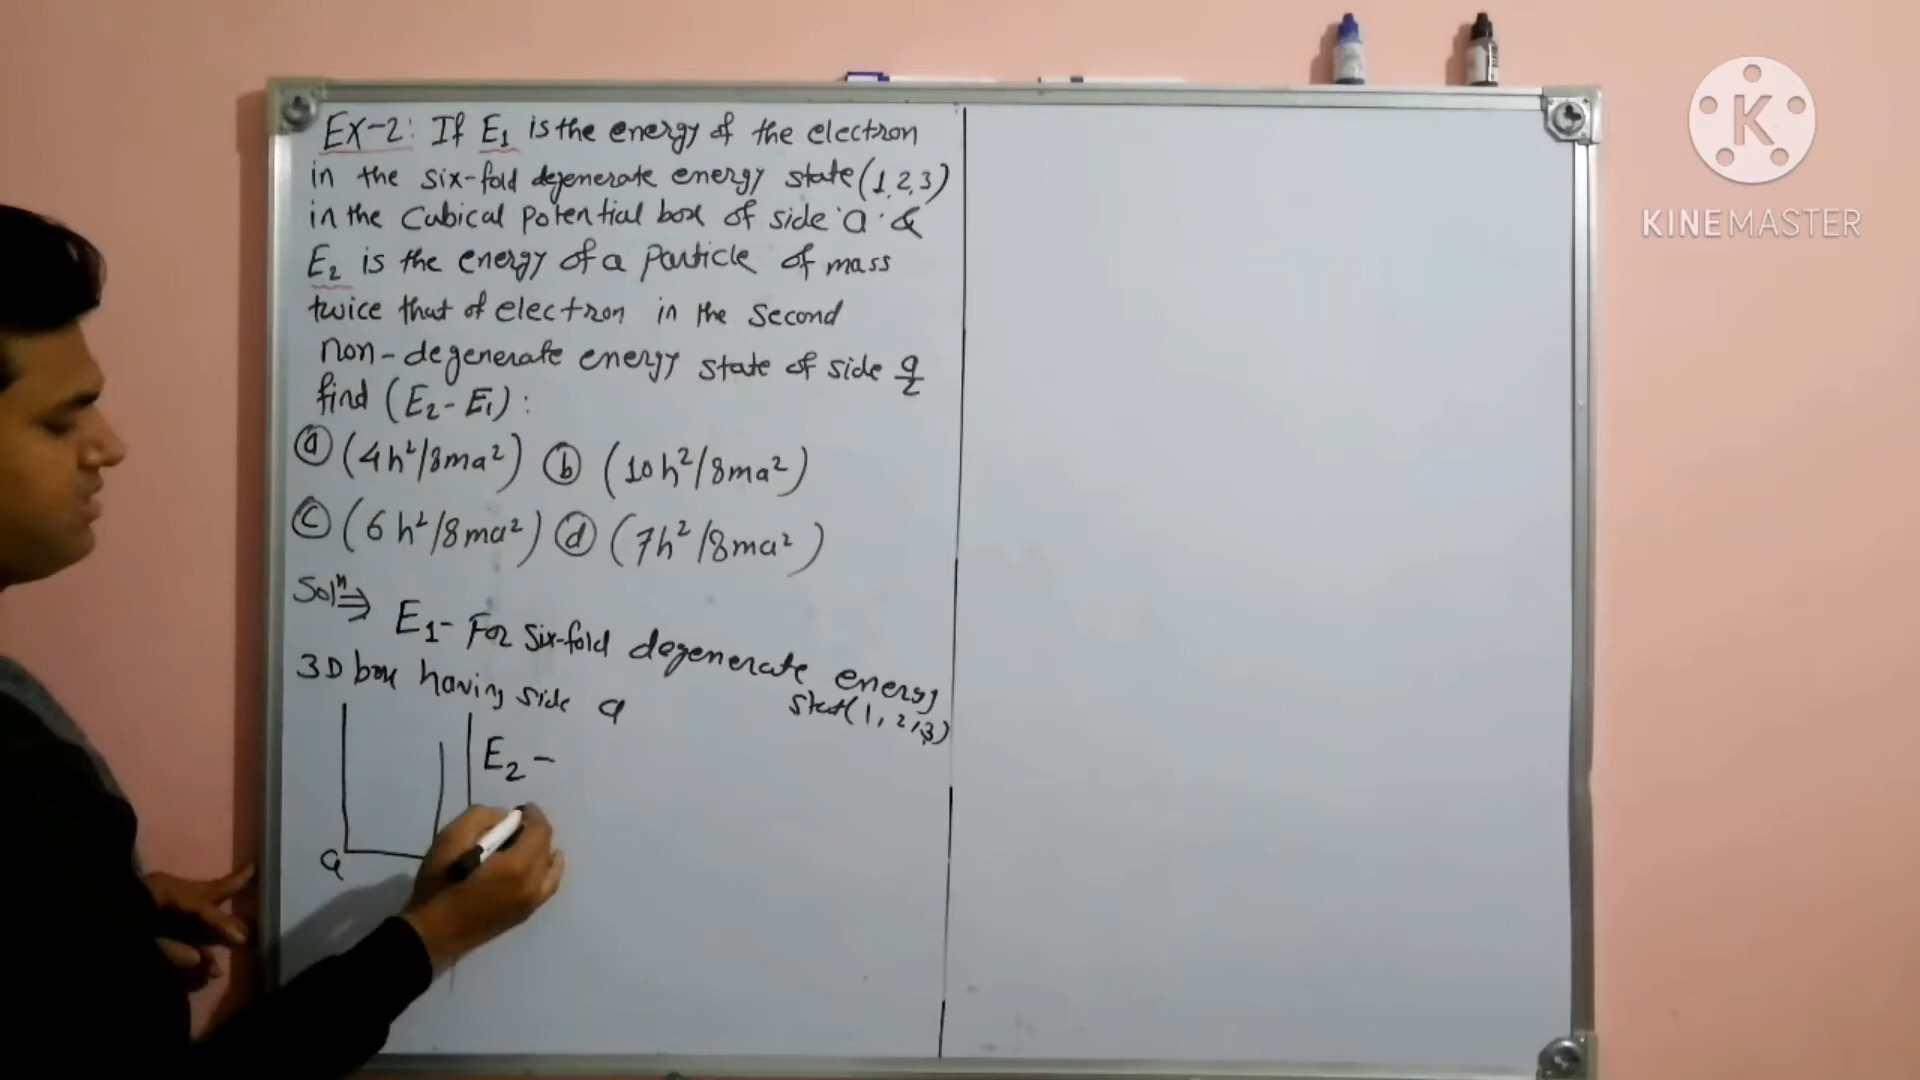 Ex-2: If E₁ is the energy of the electron
in the six-fold degenerate energy state (1,2,3)
in the Cubical potential box of side 'a' &
E₂ is the energy of a Particle of mass
twice that of electron in the second
non-degenerate energy state of side a/2
find (E₂-E₁):
ⓐ (4h²/8ma²) ⓑ (10h²/8ma²)
ⓒ (6h²/8ma²) ⓓ (7h²/8ma²)
Solⁿ⇒
E₁- For six-fold degenerate energy
3D box having side a
state(1,2,3)
E₂ -
a
K
KINEMASTER